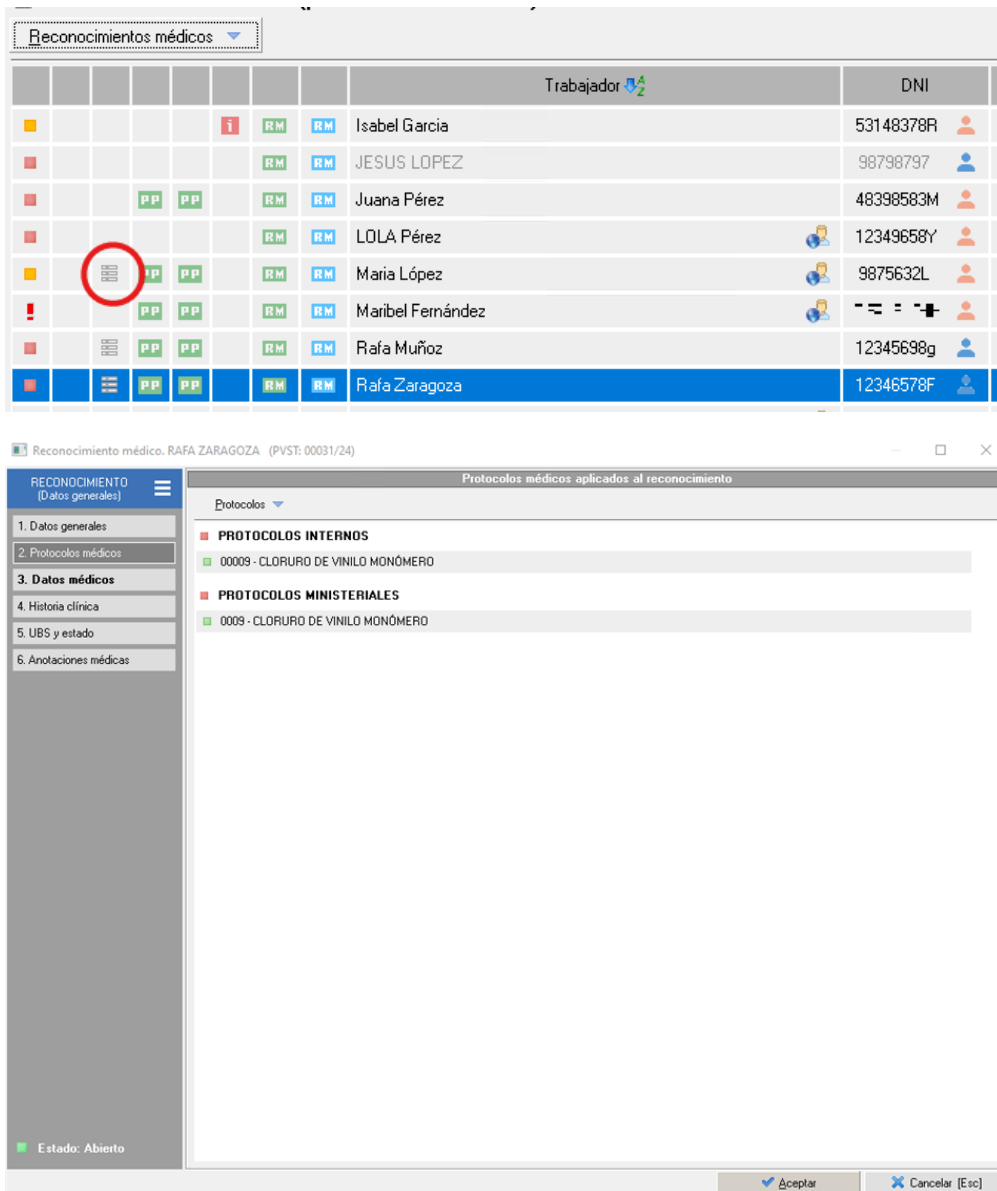 Reconocimientos médicos
Trabajador DNI
i RM RM Isabel Garcia 53148378R
RM RM JESUS LOPEZ 98798797
PP PP RM RM Juana Pérez 48398583M
RM RM LOLA Pérez 12349658Y
PP PP RM RM Maria López 9875632L
! PP PP RM RM Maribel Fernández
PP PP RM RM Rafa Muñoz 12345698g
PP PP RM RM Rafa Zaragoza 12346578F
Reconocimiento médico. RAFA ZARAGOZA (PVST: 00031/24)
RECONOCIMIENTO
(Datos generales)
1. Datos generales
2. Protocolos médicos
3. Datos médicos
4. Historia clínica
5. UBS y estado
6. Anotaciones médicas
Estado: Abierto
Protocolos médicos aplicados al reconocimiento
Protocolos
PROTOCOLOS INTERNOS
00009 - CLORURO DE VINILO MONÓMERO
PROTOCOLOS MINISTERIALES
0009 - CLORURO DE VINILO MONÓMERO
Aceptar Cancelar [Esc]